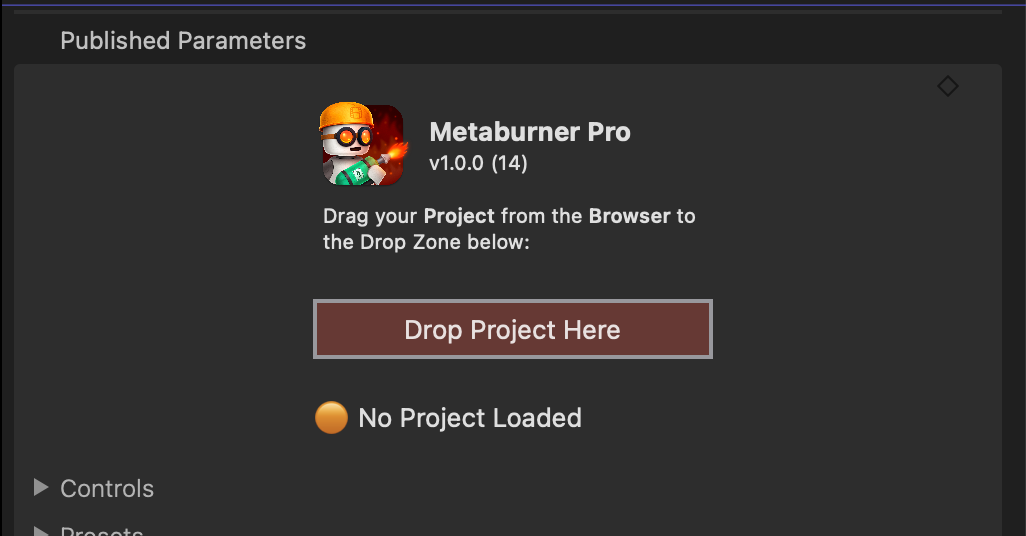 Published Parameters
Metaburner Pro
v1.0.0 (14)
Drag your Project from the Browser to
the Drop Zone below:
Drop Project Here
No Project Loaded
Controls
Presets